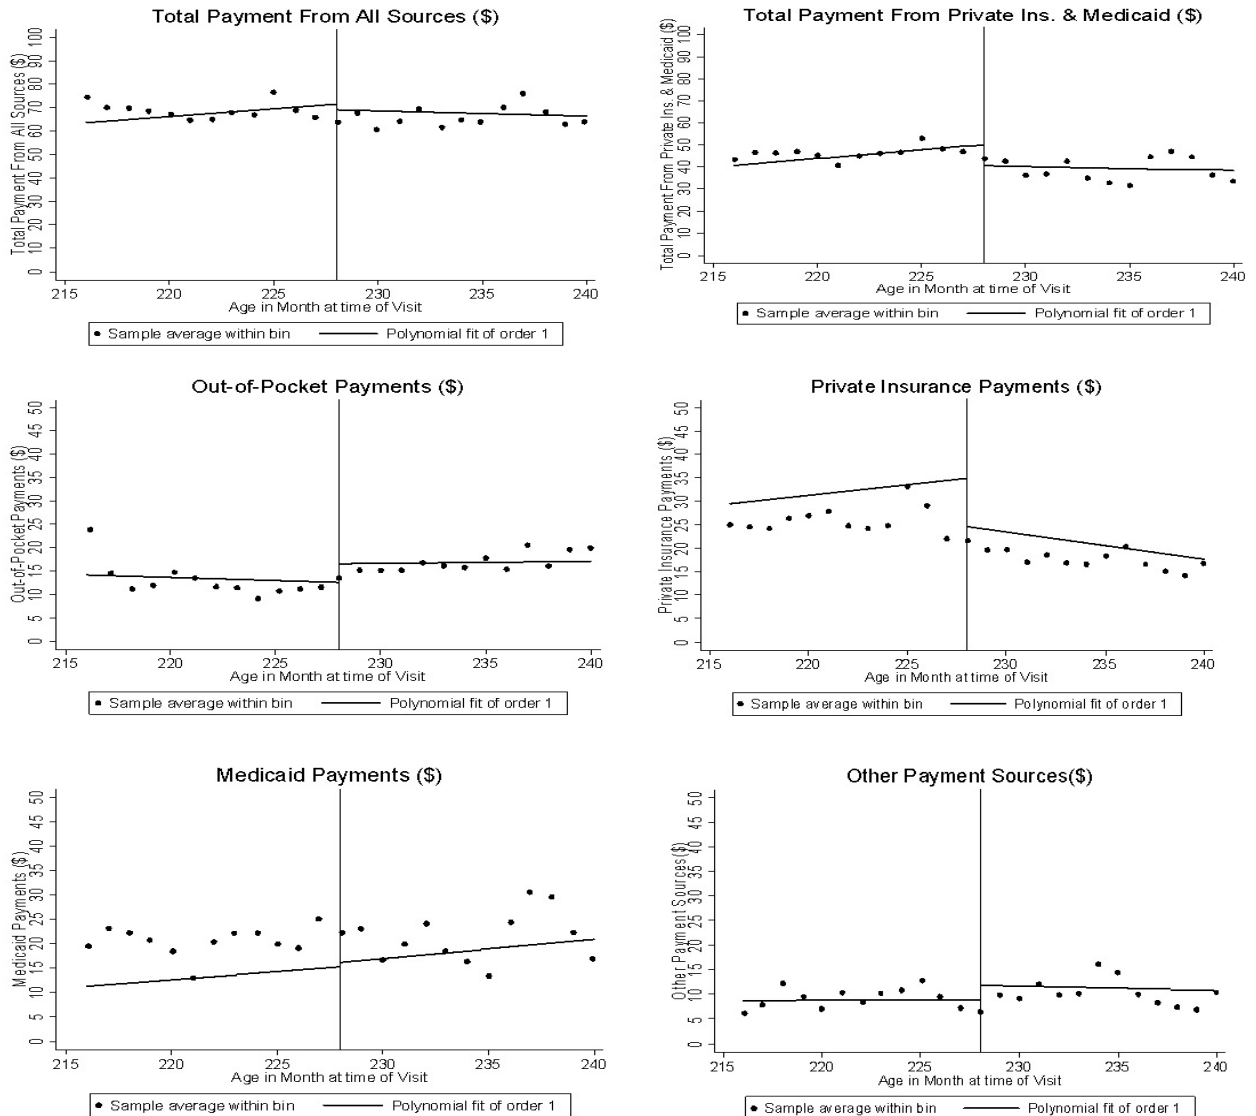 Total Payment From All Sources ($)
Total Payment From All Sources ($)
0 10 20 30 40 50 60 70 80 90 100
215 220 225 230 235 240
Age in Month at time of Visit
Sample average within bin Polynomial fit of order 1
Total Payment From Private Ins. & Medicaid ($)
Total Payment From Private Ins. & Medicaid ($)
0 10 20 30 40 50 60 70 80 90 100
215 220 225 230 235 240
Age in Month at time of Visit
Sample average within bin Polynomial fit of order 1
Out-of-Pocket Payments ($)
Out-of-Pocket Payments ($)
0 5 10 15 20 25 30 35 40 45 50
215 220 225 230 235 240
Age in Month at time of Visit
Sample average within bin Polynomial fit of order 1
Private Insurance Payments ($)
Private Insurance Payments ($)
0 5 10 15 20 25 30 35 40 45 50
215 220 225 230 235 240
Age in Month at time of Visit
Sample average within bin Polynomial fit of order 1
Medicaid Payments ($)
Medicaid Payments ($)
0 5 10 15 20 25 30 35 40 45 50
215 220 225 230 235 240
Age in Month at time of Visit
Sample average within bin Polynomial fit of order 1
Other Payment Sources($)
Other Payment Sources($)
0 5 10 15 20 25 30 35 40 45 50
215 220 225 230 235 240
Age in Month at time of Visit
Sample average within bin Polynomial fit of order 1